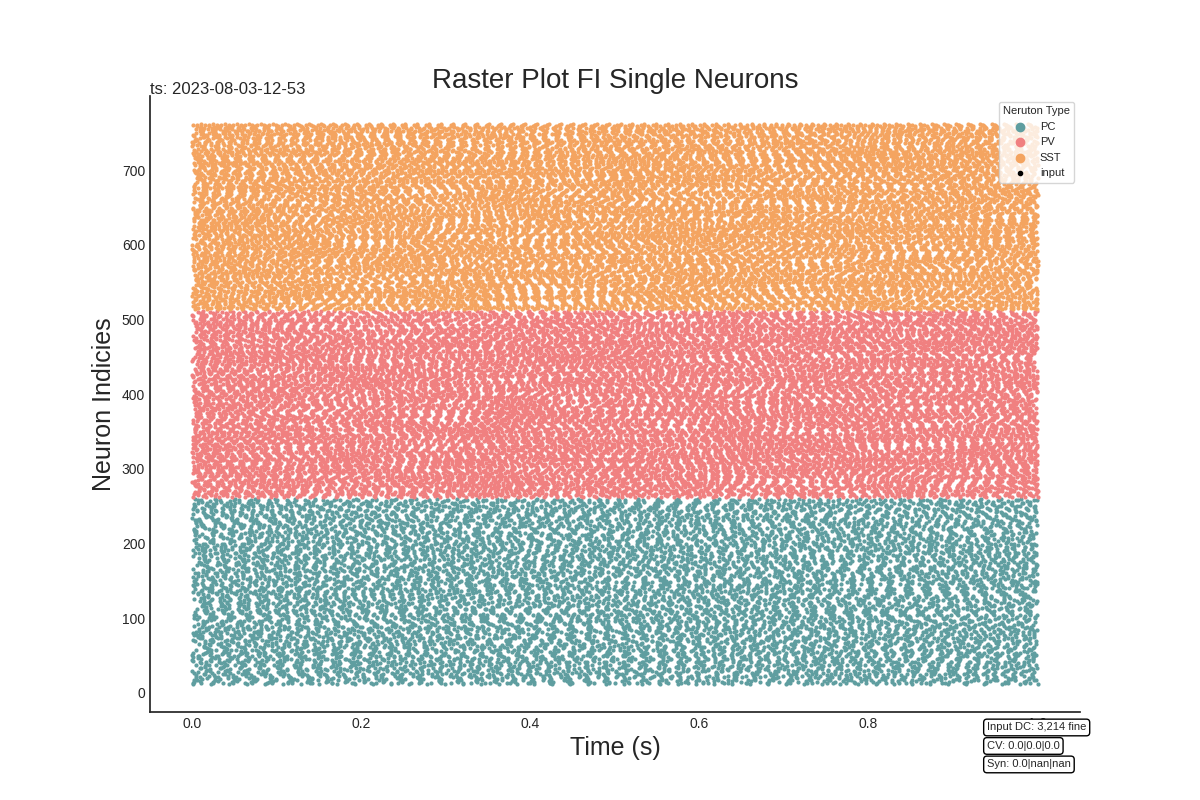 Raster Plot FI Single Neurons
ts: 2023-08-03-12-53
Neruton Type
PC
PV
SST
input
Neuron Indicies
700
600
500
400
300
200
100
0
0.0 0.2 0.4 0.6 0.8
Time (s)
Input DC: 3,214 fine
CV: 0.0|0.0|0.0
Syn: 0.0|nan|nan